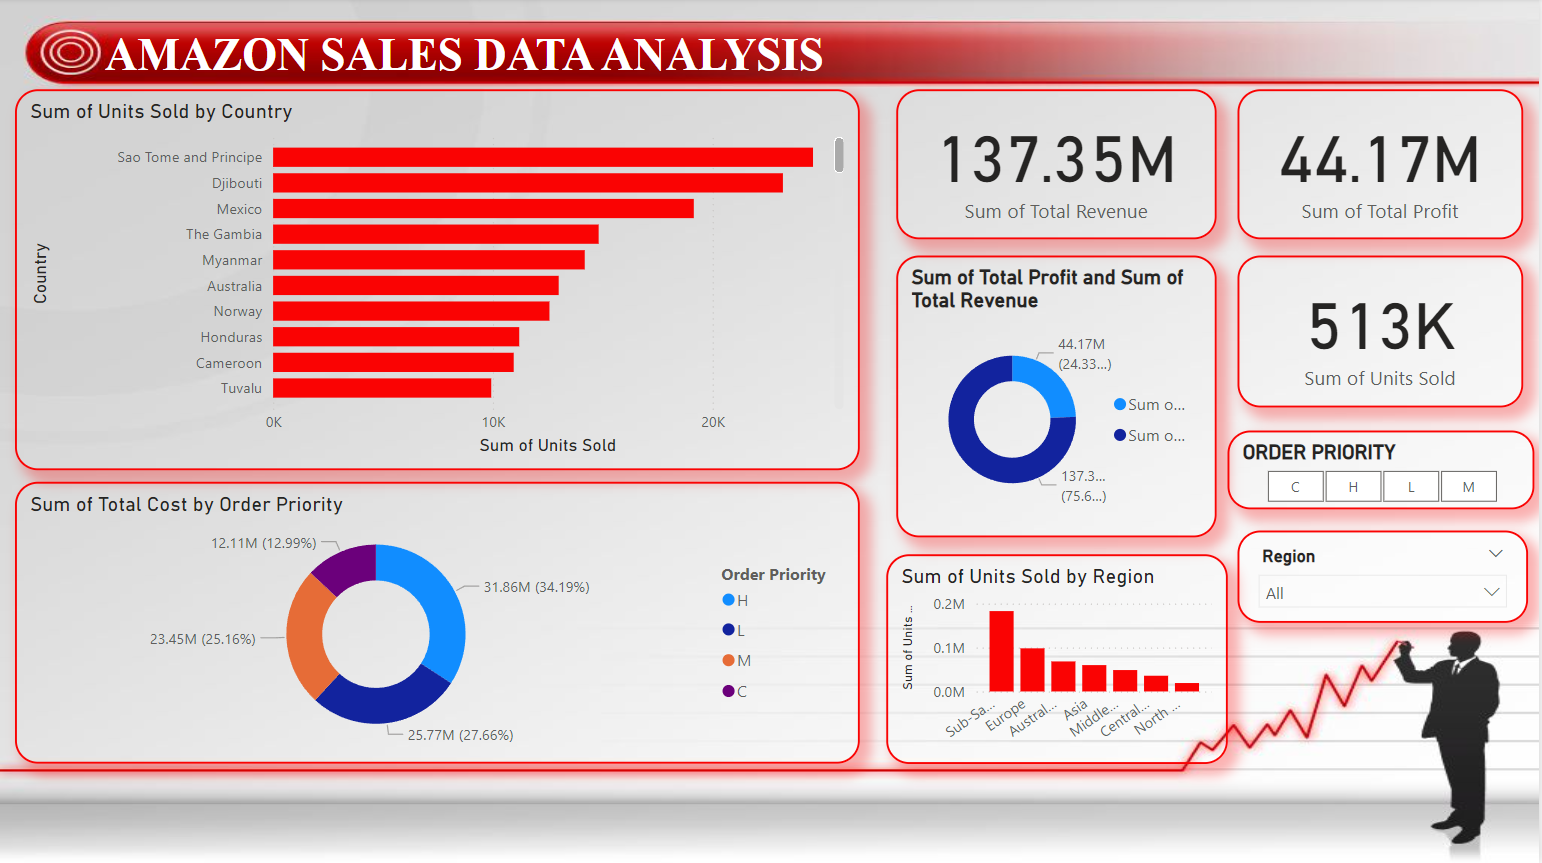 AMAZON SALES DATA ANALYSIS
Sum of Units Sold by Country
Country
Sao Tome and Principe
Djibouti
Mexico
The Gambia
Myanmar
Australia
Norway
Honduras
Cameroon
Tuvalu
0K
10K
20K
Sum of Units Sold
137.35M
Sum of Total Revenue
44.17M
Sum of Total Profit
Sum of Total Profit and Sum of
Total Revenue
44.17M
(24.33...)
137.3...
(75.6...)
Sum o...
Sum o...
513K
Sum of Units Sold
ORDER PRIORITY
C
H
L
M
Region
All
Sum of Total Cost by Order Priority
12.11M (12.99%)
31.86M (34.19%)
23.45M (25.16%)
25.77M (27.66%)
Order Priority
H
L
M
C
Sum of Units Sold by Region
Sum of Units ...
0.2M
0.1M
0.0M
Sub-Sa...
Europe
Austral...
Asia
Middle...
Central...
North ...